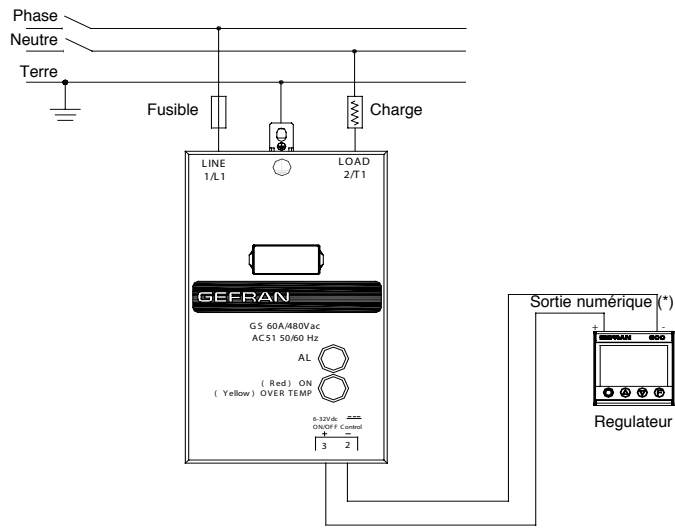 Phase
Neutre
Terre
Fusible
Charge
LINE
1/L1
LOAD
2/T1
GEFRAN
GS 60A/480Vac
AC51 50/60 Hz
AL
( Red ) ON
( Yellow ) OVER TEMP
6-32Vdc
ON/OFF Control
+ −
3 2
Sortie numérique (*)
+ -
GEFRAN 600
F
Regulateur